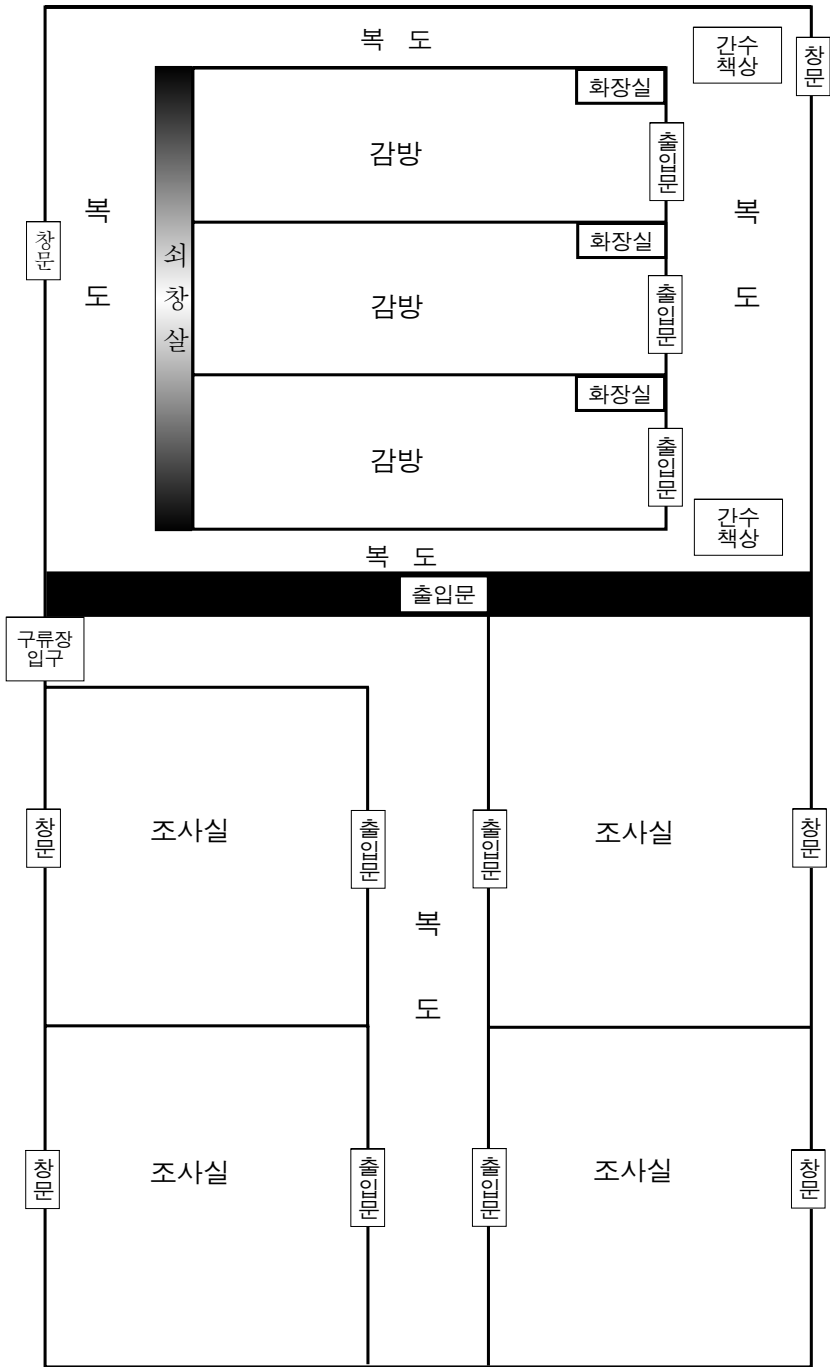 복 도
간수
책상
창문
화장실
감방
출입문
복
도
복
도
창문
쇠
창
살
화장실
감방
출입문
화장실
감방
출입문
간수
책상
복 도
출입문
구류장
입구
창문
조사실
출입문
출입문
조사실
창문
복
도
창문
조사실
출입문
출입문
조사실
창문